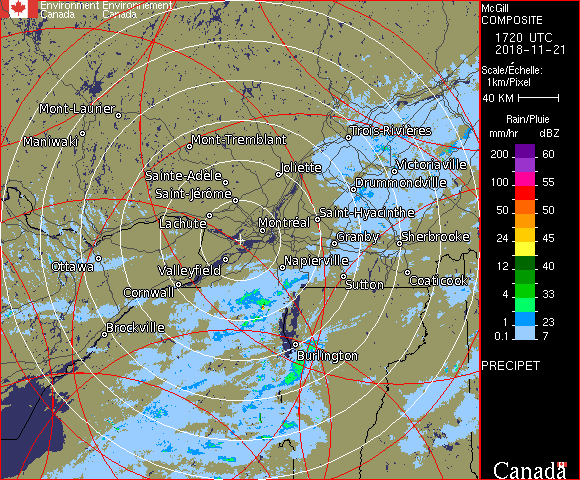 Environment Environnement
Canada Canada
McGill
COMPOSITE
1720 UTC
2018-11-21
Scale/Échelle:
1km/Pixel
40 KM
Rain/Pluie
mm/hr dBZ
200 60
100 55
50 50
24 45
12 40
4 33
1 23
0.1 7
PRECIPET
Canada
Mont-Laurier
Maniwaki
Mont-Tremblant
Trois-Rivières
Joliette
Victoriaville
Sainte-Adèle
Drummondville
Saint-Jérôme
Saint-Hyacinthe
Lachute
Montréal
Granby
Sherbrooke
Ottawa
Valleyfield
Napierville
Sutton
Coaticook
Cornwall
Brockville
Burlington